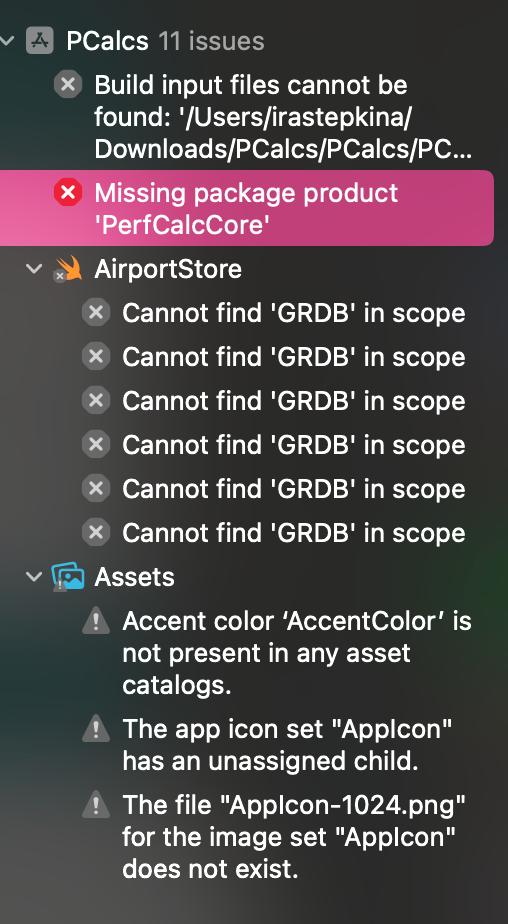 PCalcs 11 issues
Build input files cannot be
found: '/Users/irastepkina/
Downloads/PCalcs/PCalcs/PC...
Missing package product
'PerfCalcCore'
AirportStore
Cannot find 'GRDB' in scope
Cannot find 'GRDB' in scope
Cannot find 'GRDB' in scope
Cannot find 'GRDB' in scope
Cannot find 'GRDB' in scope
Cannot find 'GRDB' in scope
Assets
Accent color ‘AccentColor’ is
not present in any asset
catalogs.
The app icon set "AppIcon"
has an unassigned child.
The file "AppIcon-1024.png"
for the image set "AppIcon"
does not exist.